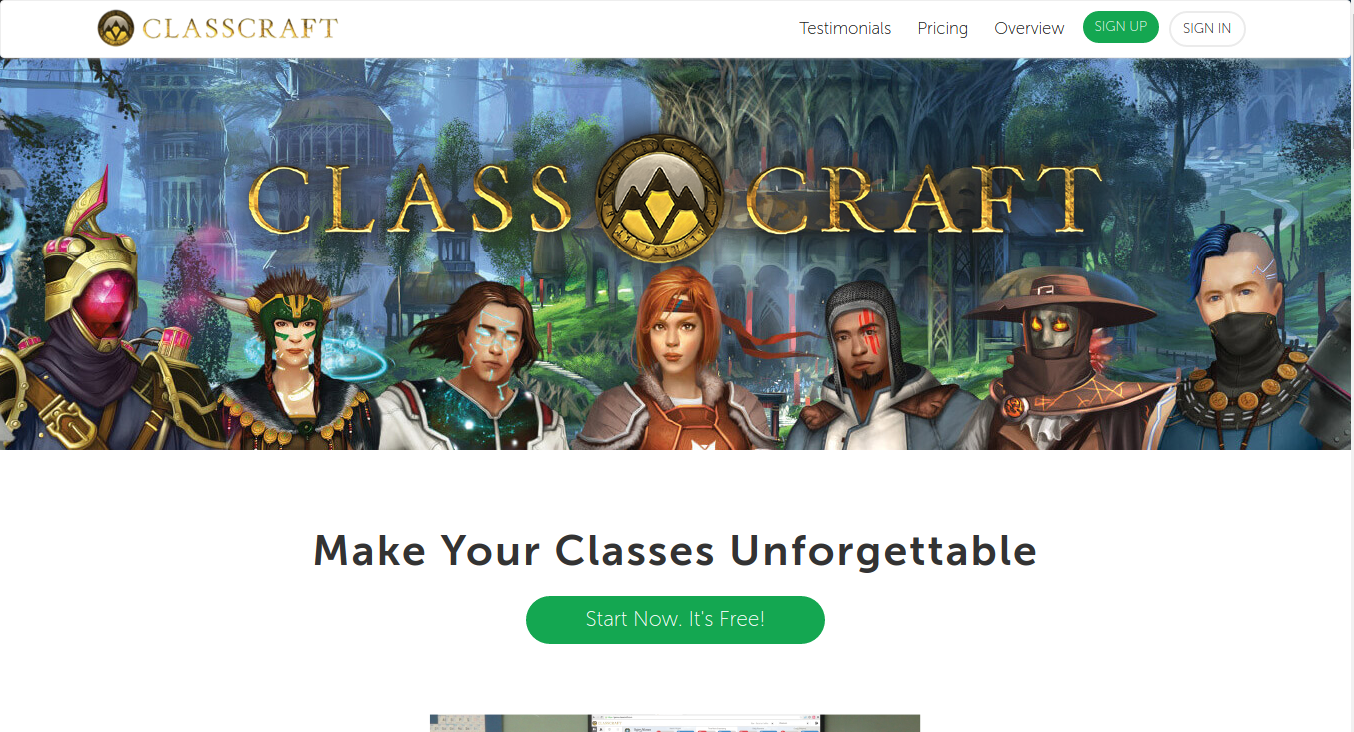 CLASSCRAFT
Testimonials
Pricing
Overview
SIGN UP
SIGN IN
CLASS CRAFT
Make Your Classes Unforgettable
Start Now. It's Free!